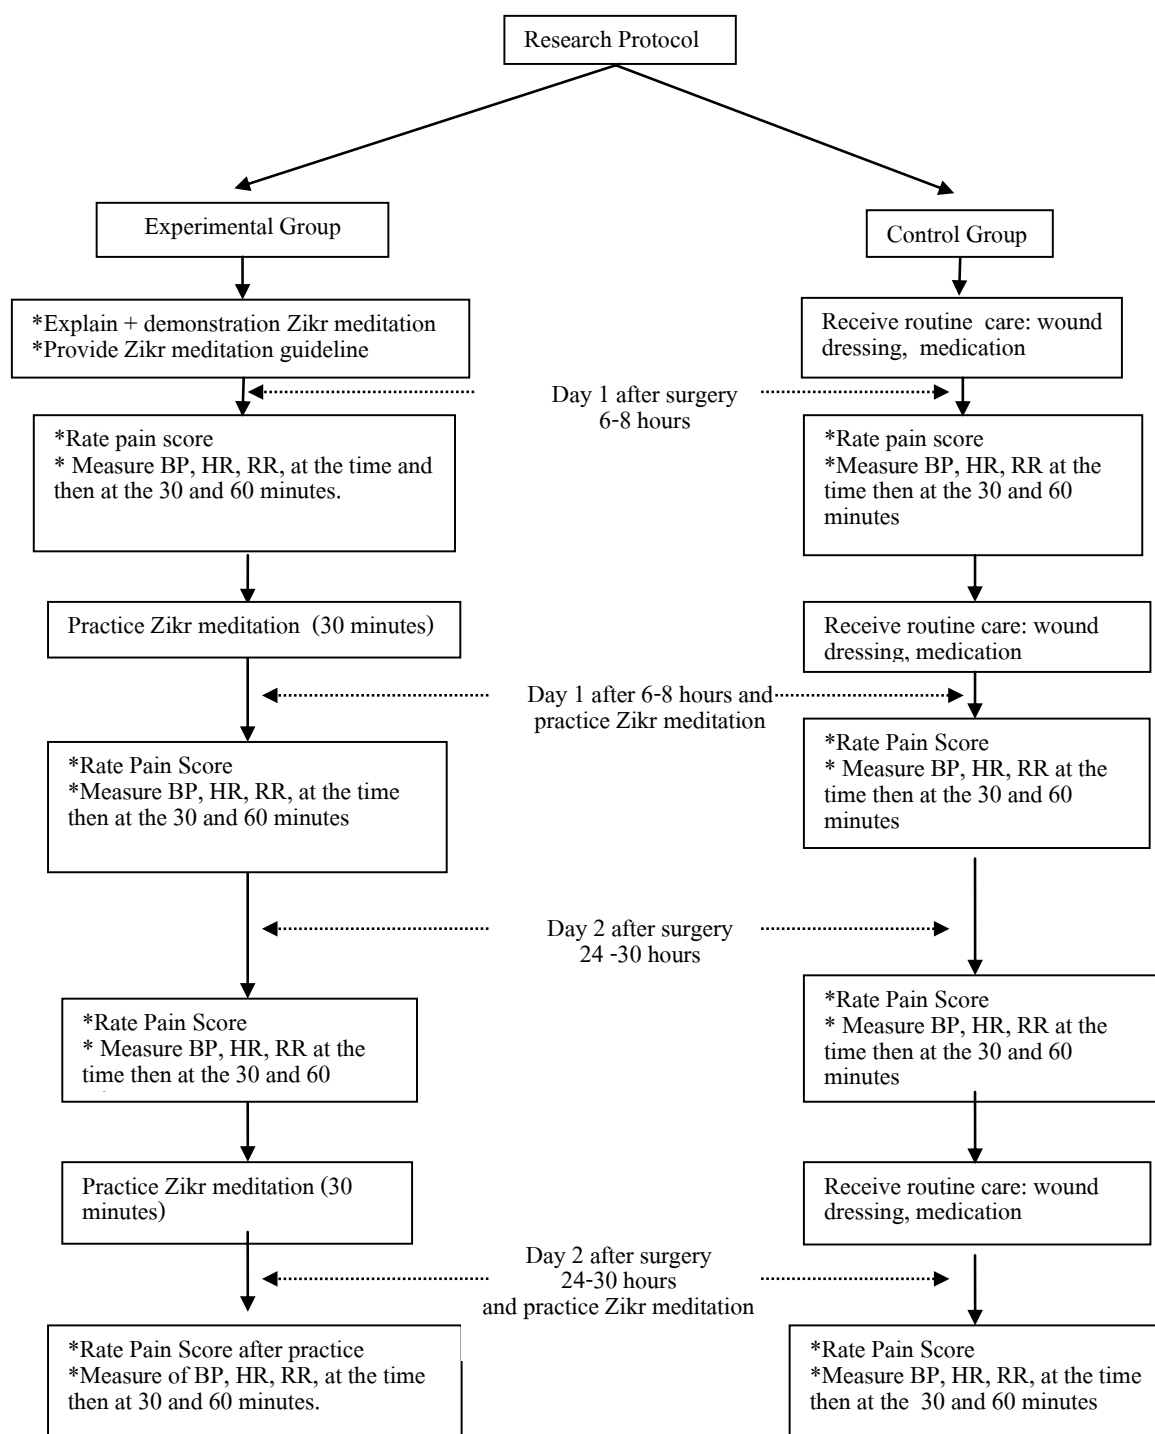 Research Protocol
Experimental Group
Control Group
*Explain + demonstration Zikr meditation
*Provide Zikr meditation guideline
Receive routine care: wound
dressing, medication
Day 1 after surgery
6-8 hours
*Rate pain score
* Measure BP, HR, RR, at the time and
then at the 30 and 60 minutes.
*Rate pain score
*Measure BP, HR, RR at the
time then at the 30 and 60
minutes
Practice Zikr meditation (30 minutes)
Receive routine care: wound
dressing, medication
Day 1 after 6-8 hours and
practice Zikr meditation
*Rate Pain Score
*Measure BP, HR, RR, at the time
then at the 30 and 60 minutes
*Rate Pain Score
* Measure BP, HR, RR at the
time then at the 30 and 60
minutes
Day 2 after surgery
24 -30 hours
*Rate Pain Score
* Measure BP, HR, RR at the
time then at the 30 and 60
*Rate Pain Score
* Measure BP, HR, RR at the
time then at the 30 and 60
minutes
Practice Zikr meditation (30
minutes)
Receive routine care: wound
dressing, medication
Day 2 after surgery
24-30 hours
and practice Zikr meditation
*Rate Pain Score after practice
*Measure of BP, HR, RR, at the time
then at 30 and 60 minutes.
*Rate Pain Score
*Measure BP, HR, RR, at the time
then at the 30 and 60 minutes